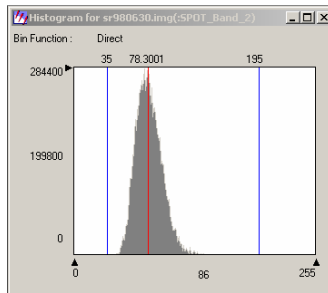 Histogram for sr980630.img(:SPOT_Band_2)
Bin Function : Direct
35 78.3001 195
284400
199800
0
0 86 255